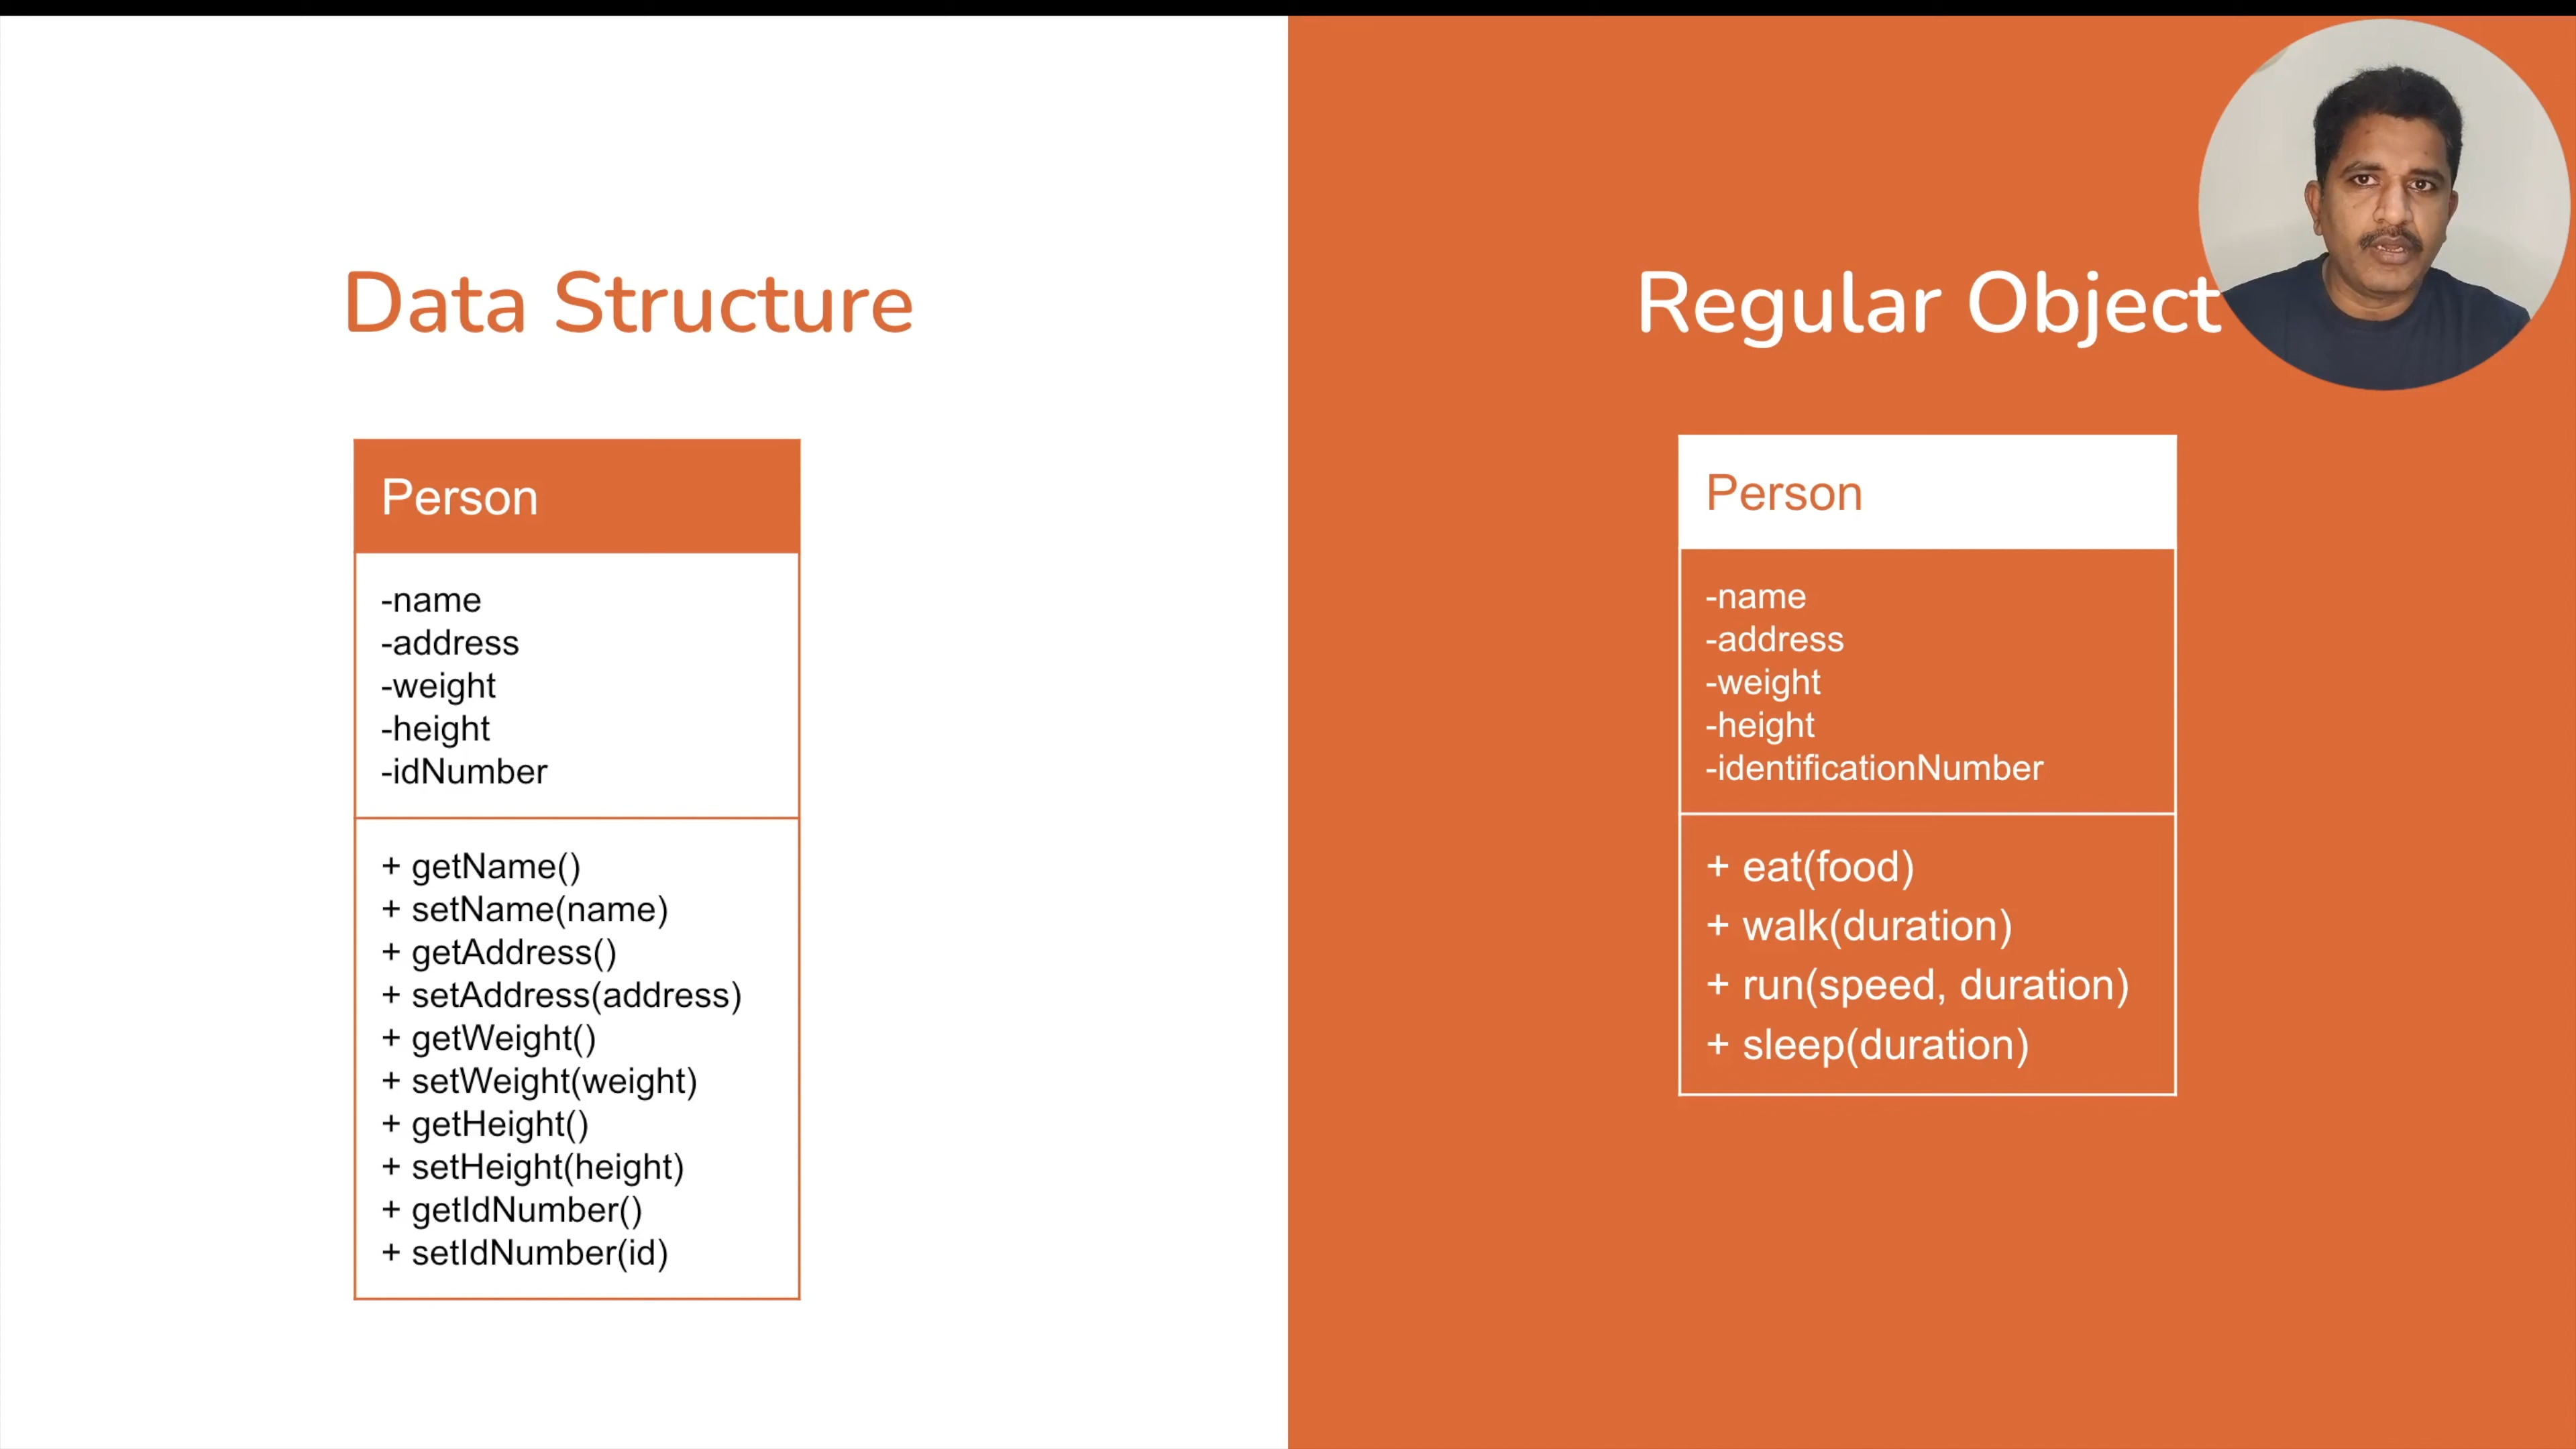 Data Structure
Person
-name
-address
-weight
-height
-idNumber
+ getName()
+ setName(name)
+ getAddress()
+ setAddress(address)
+ getWeight()
+ setWeight(weight)
+ getHeight()
+ setHeight(height)
+ getIdNumber()
+ setIdNumber(id)
Regular Object
Person
-name
-address
-weight
-height
-identificationNumber
+ eat(food)
+ walk(duration)
+ run(speed, duration)
+ sleep(duration)